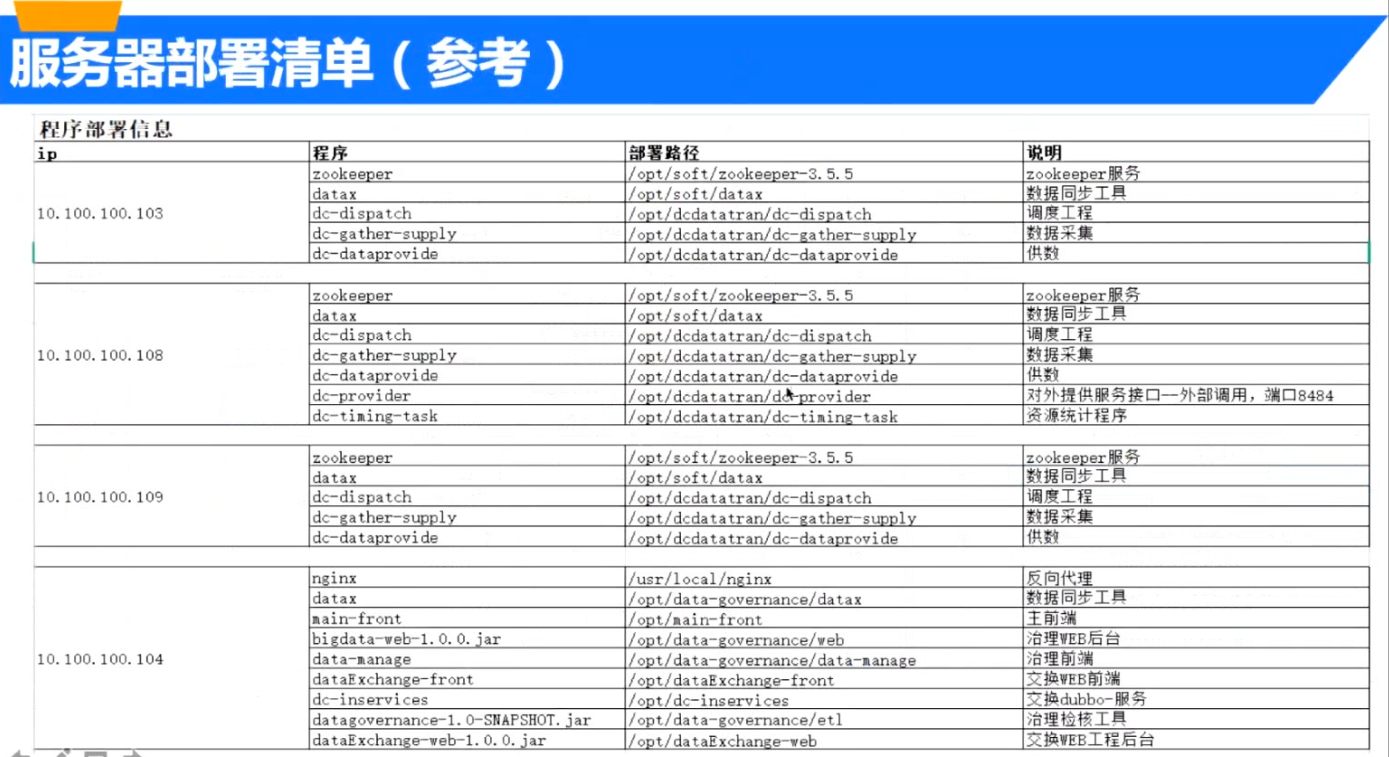 服务器部署清单（参考）
程序部署信息
ip 程序 部署路径 说明
10.100.100.103
zookeeper /opt/soft/zookeeper-3.5.5 zookeeper服务
datax /opt/soft/datax 数据同步工具
dc-dispatch /opt/dcdatatran/dc-dispatch 调度工程
dc-gather-supply /opt/dcdatatran/dc-gather-supply 数据采集
dc-dataprovide /opt/dcdatatran/dc-dataprovide 供数
10.100.100.108
zookeeper /opt/soft/zookeeper-3.5.5 zookeeper服务
datax /opt/soft/datax 数据同步工具
dc-dispatch /opt/dcdatatran/dc-dispatch 调度工程
dc-gather-supply /opt/dcdatatran/dc-gather-supply 数据采集
dc-dataprovide /opt/dcdatatran/dc-dataprovide 供数
dc-provider /opt/dcdatatran/dc-provider 对外提供服务接口--外部调用，端口8484
dc-timing-task /opt/dcdatatran/dc-timing-task 资源统计程序
10.100.100.109
zookeeper /opt/soft/zookeeper-3.5.5 zookeeper服务
datax /opt/soft/datax 数据同步工具
dc-dispatch /opt/dcdatatran/dc-dispatch 调度工程
dc-gather-supply /opt/dcdatatran/dc-gather-supply 数据采集
dc-dataprovide /opt/dcdatatran/dc-dataprovide 供数
10.100.100.104
nginx /usr/local/nginx 反向代理
datax /opt/data-governance/datax 数据同步工具
main-front /opt/main-front 主前端
bigdata-web-1.0.0.jar /opt/data-governance/web 治理WEB后台
data-manage /opt/data-governance/data-manage 治理前端
dataExchange-front /opt/dataExchange-front 交换WEB前端
dc-inservices /opt/dc-inservices 交换dubbo-服务
datagovernance-1.0-SNAPSHOT.jar /opt/data-governance/etl 治理检核工具
dataExchange-web-1.0.0.jar /opt/dataExchange-web 交换WEB工程后台